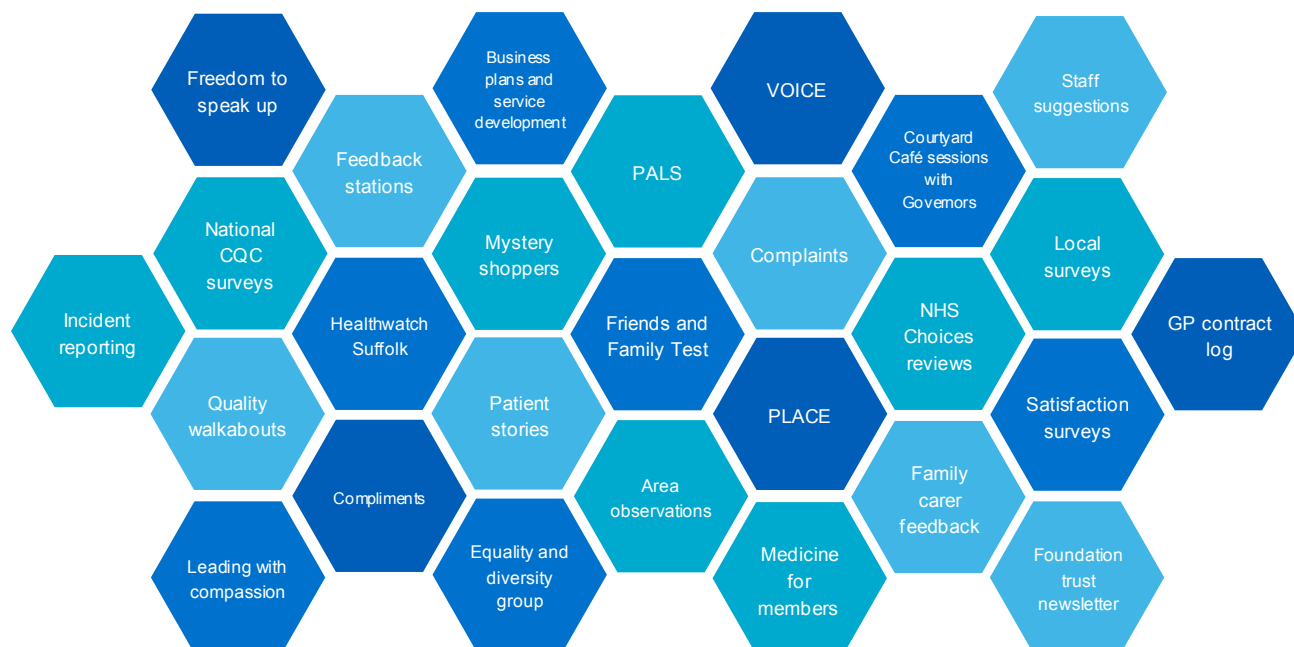 Freedom to
speak up
Business
plans and
service
development
VOICE
Staff
suggestions
Feedback
stations
PALS
Courtyard
Café sessions
with
Governors
National
CQC
surveys
Mystery
shoppers
Complaints
Local
surveys
Incident
reporting
Healthwatch
Suffolk
Friends and
Family Test
NHS
Choices
reviews
GP contract
log
Quality
walkabouts
Patient
stories
PLACE
Satisfaction
surveys
Compliments
Area
observations
Family
carer
feedback
Leading with
compassion
Equality and
diversity
group
Medicine
for
members
Foundation
trust
newsletter